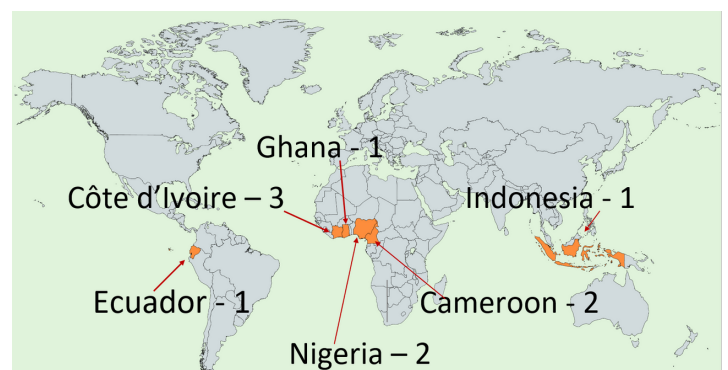 Ghana - 1
Côte d’Ivoire – 3
Indonesia - 1
Ecuador - 1
Cameroon - 2
Nigeria – 2